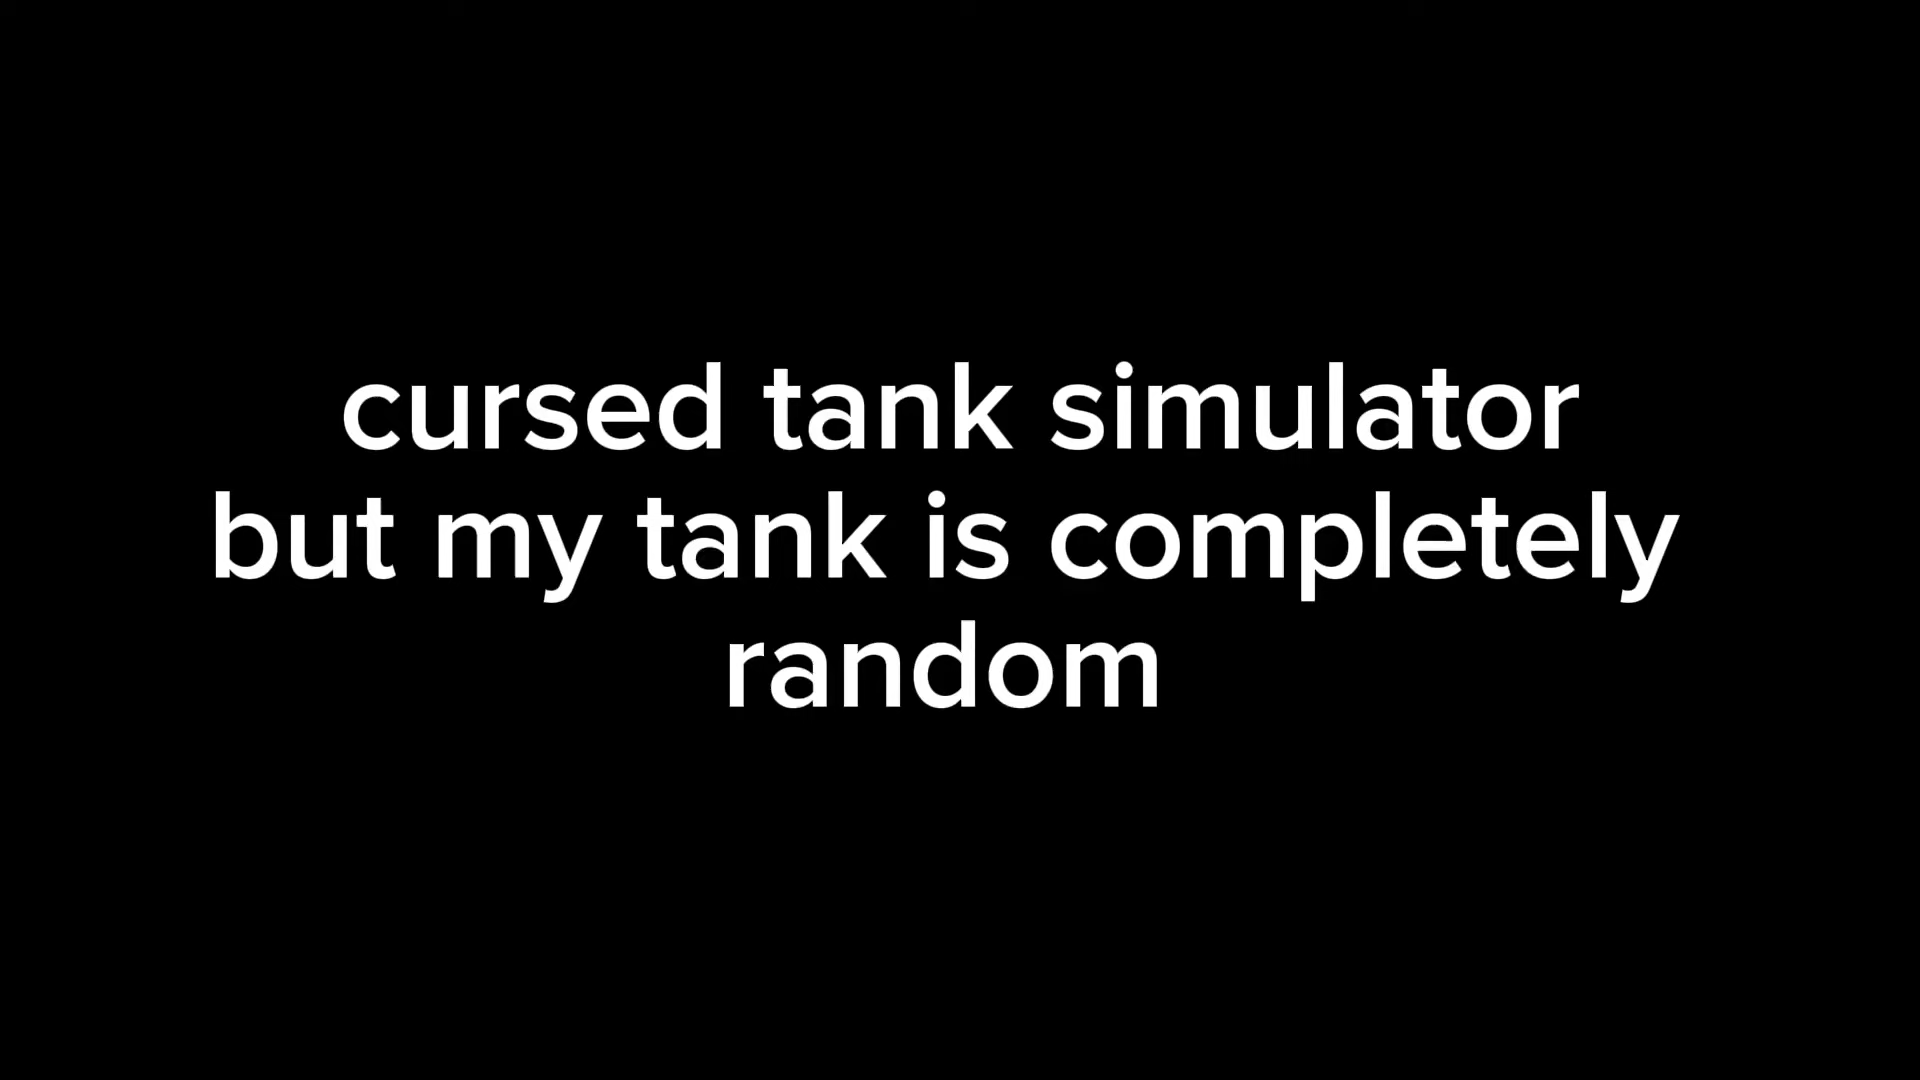 cursed tank simulator
but my tank is completely
random